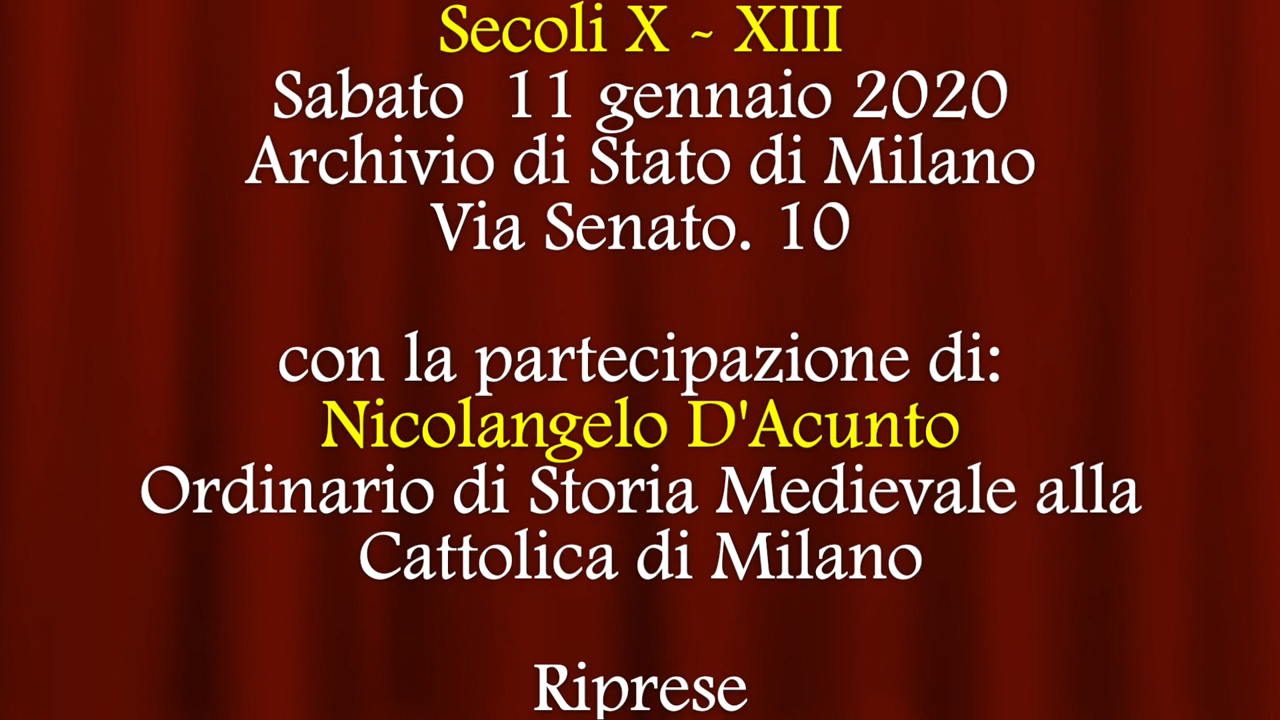 Secoli X - XIII
Sabato 11 gennaio 2020
Archivio di Stato di Milano
Via Senato. 10
con la partecipazione di:
Nicolangelo D'Acunto
Ordinario di Storia Medievale alla
Cattolica di Milano
Riprese